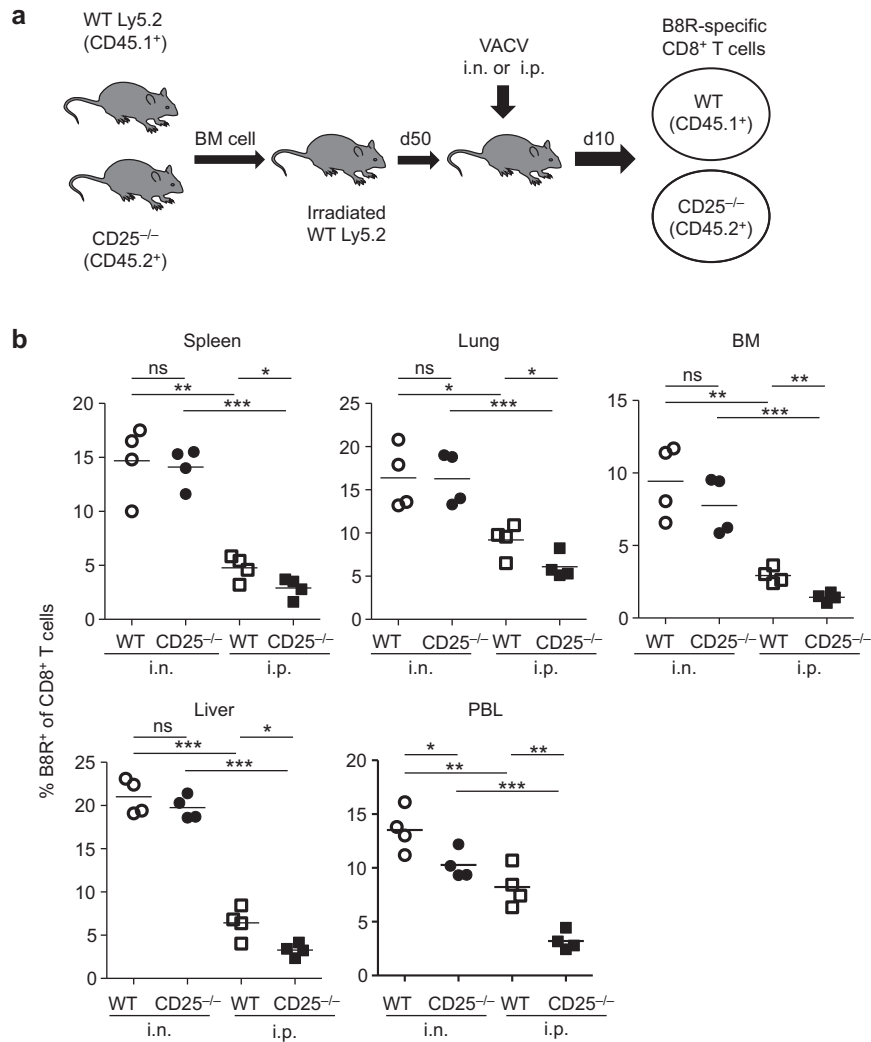 a
WT Ly5.2
(CD45.1⁺)
CD25⁻/⁻
(CD45.2⁺)
BM cell
Irradiated
WT Ly5.2
d50
VACV
i.n. or i.p.
d10
B8R-specific
CD8⁺ T cells
WT
(CD45.1⁺)
CD25⁻/⁻
(CD45.2⁺)
b
% B8R⁺ of CD8⁺ T cells
Spleen
ns *
**
***
20
15
10
5
0
WT CD25⁻/⁻ WT CD25⁻/⁻
i.n. i.p.
Lung
ns *
*
***
25
20
15
10
5
0
WT CD25⁻/⁻ WT CD25⁻/⁻
i.n. i.p.
BM
ns **
**
***
15
10
5
0
WT CD25⁻/⁻ WT CD25⁻/⁻
i.n. i.p.
Liver
ns *
***
***
25
20
15
10
5
0
WT CD25⁻/⁻ WT CD25⁻/⁻
i.n. i.p.
PBL
* **
**
***
20
15
10
5
0
WT CD25⁻/⁻ WT CD25⁻/⁻
i.n. i.p.